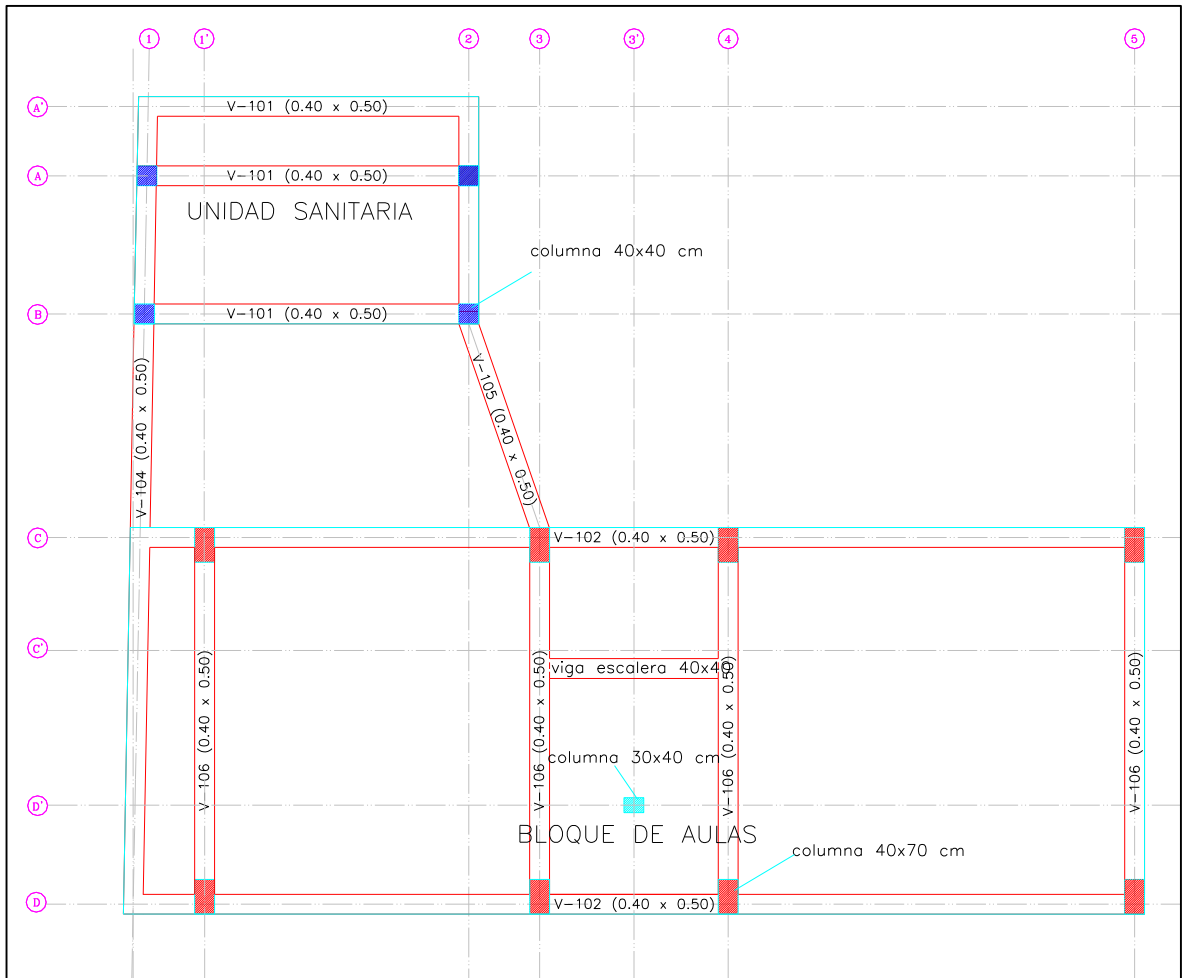 1 1' 2 3 3' 4 5
A'
V-101 (0.40 x 0.50)
A
V-101 (0.40 x 0.50)
UNIDAD SANITARIA
columna 40x40 cm
B
V-101 (0.40 x 0.50)
V-104 (0.40 x 0.50)
V-105 (0.40 x 0.50)
C
V-102 (0.40 x 0.50)
C'
viga escalera 40x40
V-106 (0.40 x 0.50)
V-106 (0.40 x 0.50)
V-106 (0.40 x 0.50)
V-106 (0.40 x 0.50)
columna 30x40 cm
D'
BLOQUE DE AULAS
columna 40x70 cm
D
V-102 (0.40 x 0.50)